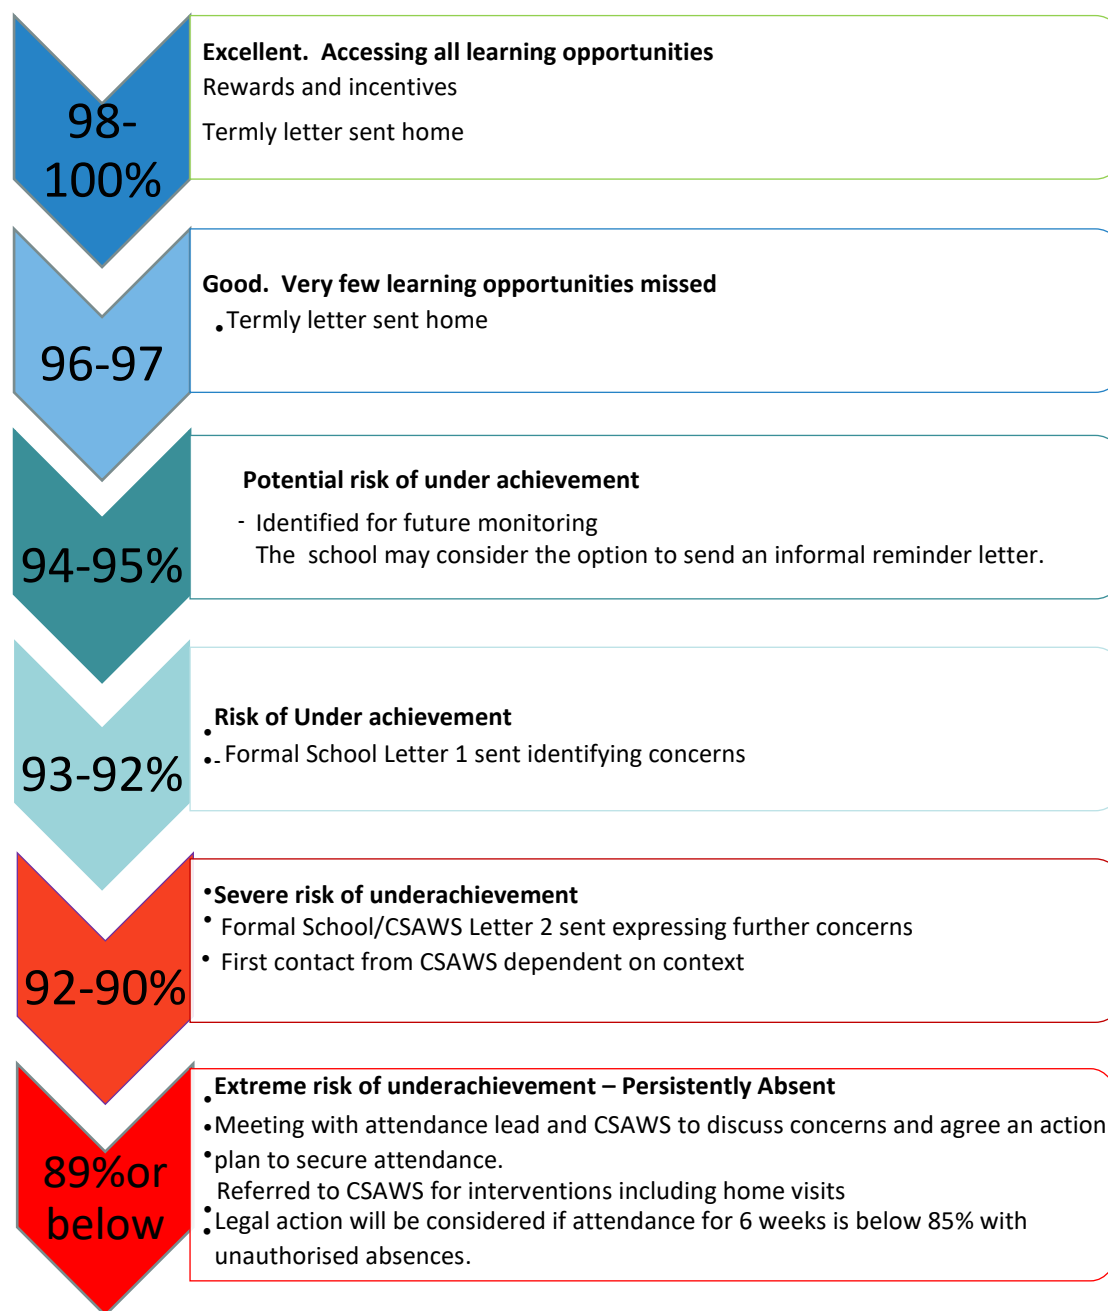 98-
100%
Excellent.  Accessing all learning opportunities
Rewards and incentives
Termly letter sent home
96-97
Good.  Very few learning opportunities missed
•Termly letter sent home
94-95%
Potential risk of under achievement
- Identified for future monitoring
The  school may consider the option to send an informal reminder letter.
93-92%
•Risk of Under achievement
•- Formal School Letter 1 sent identifying concerns
92-90%
•Severe risk of underachievement
• Formal School/CSAWS Letter 2 sent expressing further concerns
• First contact from CSAWS dependent on context
89%or
below
•Extreme risk of underachievement – Persistently Absent
•Meeting with attendance lead and CSAWS to discuss concerns and agree an action
•plan to secure attendance.
Referred to CSAWS for interventions including home visits
•
•Legal action will be considered if attendance for 6 weeks is below 85% with
unauthorised absences.